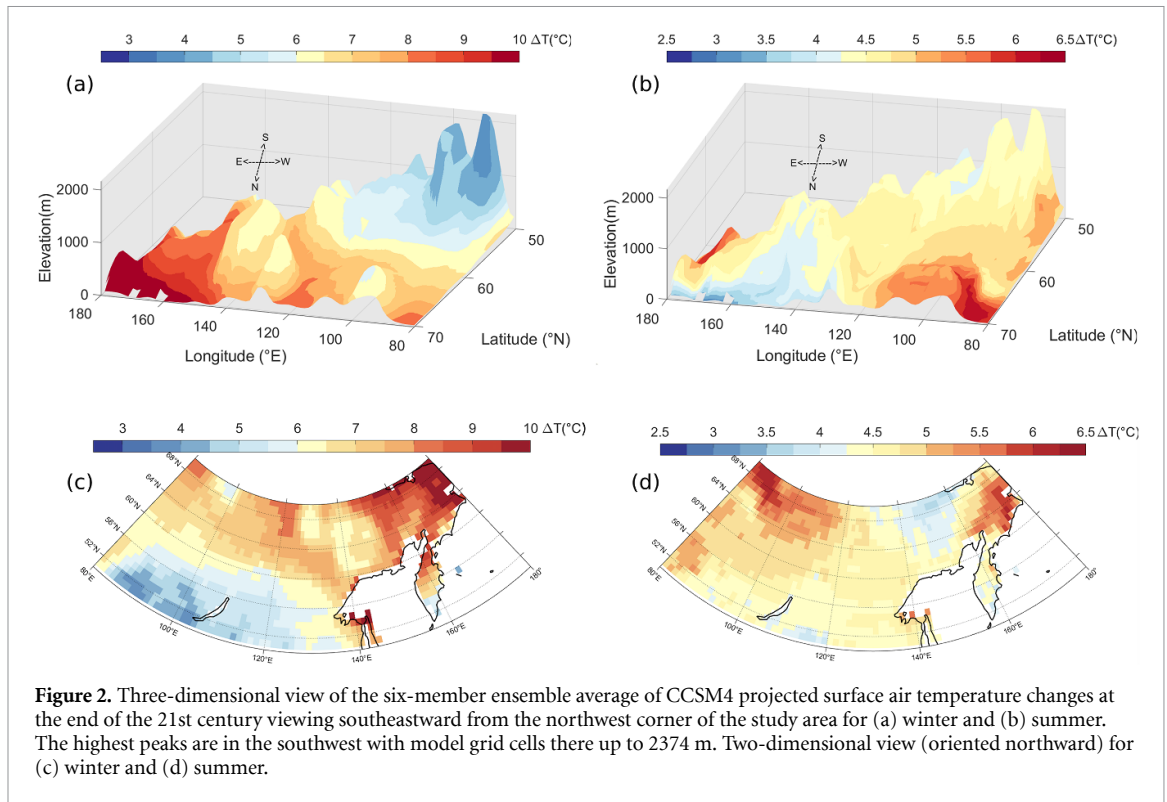 3 4 5 6 7 8 9 10 ΔT(°C)
2.5 3 3.5 4 4.5 5 5.5 6 6.5 ΔT(°C)
(a)
S
E W
N
Elevation(m)
2000
1000
0
180 160 140 120 100 80
Longitude (°E)
50
60
70
Latitude (°N)
(b)
S
E W
N
Elevation(m)
2000
1000
0
180 160 140 120 100 80
Longitude (°E)
50
60
70
Latitude (°N)
3 4 5 6 7 8 9 10 ΔT(°C)
2.5 3 3.5 4 4.5 5 5.5 6 6.5 ΔT(°C)
(c)
68°N
64°N
60°N
56°N
52°N
80°E
100°E
120°E
140°E
160°E
180°
(d)
68°N
64°N
60°N
56°N
52°N
80°E
100°E
120°E
140°E
160°E
180°
Figure 2. Three-dimensional view of the six-member ensemble average of CCSM4 projected surface air temperature changes at
the end of the 21st century viewing southeastward from the northwest corner of the study area for (a) winter and (b) summer.
The highest peaks are in the southwest with model grid cells there up to 2374 m. Two-dimensional view (oriented northward) for
(c) winter and (d) summer.